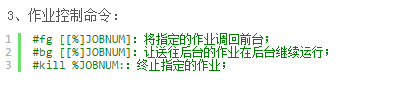 3、作业控制命令：
1 #fg [[%]JOBNUM]: 将指定的作业调回前台;
2 #bg [[%]JOBNUM]: 让送往后台的作业在后台继续运行;
3 #kill %JOBNUM:: 终止指定的作业;